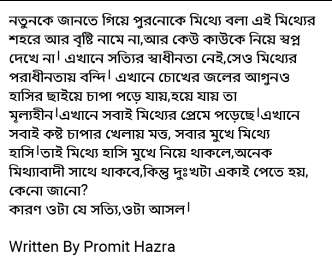 নতুনকে জানতে গিয়ে পুরনোকে মিথ্যে বলা এই মিথ্যের
শহরে আর বৃষ্টি নামে না,আর কেউ কাউকে নিয়ে স্বপ্ন
দেখে না| এখানে সত্যির স্বাধীনতা নেই,সেও মিথ্যের
পরাধীনতায় বন্দি| এখানে চোখের জলের আগুনও
হাসির ছাইয়ে চাপা পড়ে যায়,হয়ে যায় তা
মূল্যহীন|এখানে সবাই মিথ্যের প্রেমে পড়েছে|এখানে
সবাই কষ্ট চাপার খেলায় মত্ত, সবার মুখে মিথ্যে
হাসি|তাই মিথ্যে হাসি মুখে নিয়ে থাকলে,অনেক
মিথ্যাবাদী সাথে থাকবে,কিন্তু দুঃখটা একাই পেতে হয়,
কেনো জানো?
কারণ ওটা যে সত্যি,ওটা আসল|
Written By Promit Hazra